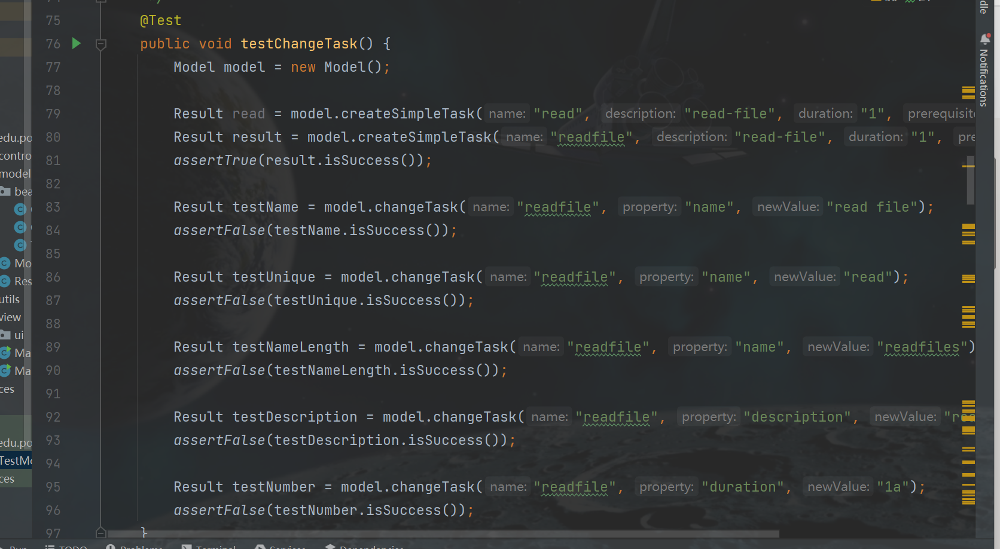 75 @Test
76 public void testChangeTask() {
77 Model model = new Model();
78
79 Result read = model.createSimpleTask( name: "read", description: "read-file", duration: "1", prerequisit
80 Result result = model.createSimpleTask( name: "readfile", description: "read-file", duration: "1", pre
81 assertTrue(result.isSuccess());
82
83 Result testName = model.changeTask( name: "readfile", property: "name", newValue: "read file");
84 assertFalse(testName.isSuccess());
85
86 Result testUnique = model.changeTask( name: "readfile", property: "name", newValue: "read");
87 assertFalse(testUnique.isSuccess());
88
89 Result testNameLength = model.changeTask( name: "readfile", property: "name", newValue: "readfiles")
90 assertFalse(testNameLength.isSuccess());
91
92 Result testDescription = model.changeTask( name: "readfile", property: "description", newValue: "re
93 assertFalse(testDescription.isSuccess());
94
95 Result testNumber = model.changeTask( name: "readfile", property: "duration", newValue: "1a");
96 assertFalse(testNumber.isSuccess());
97 }
edu.po
contro
model
bea
Mo
Res
utils
view
ui
Ma
Ma
ces
edu.po
TestMo
ces
dle
Notifications
Run
TODO
Problems
Terminal
Services
Dependencies